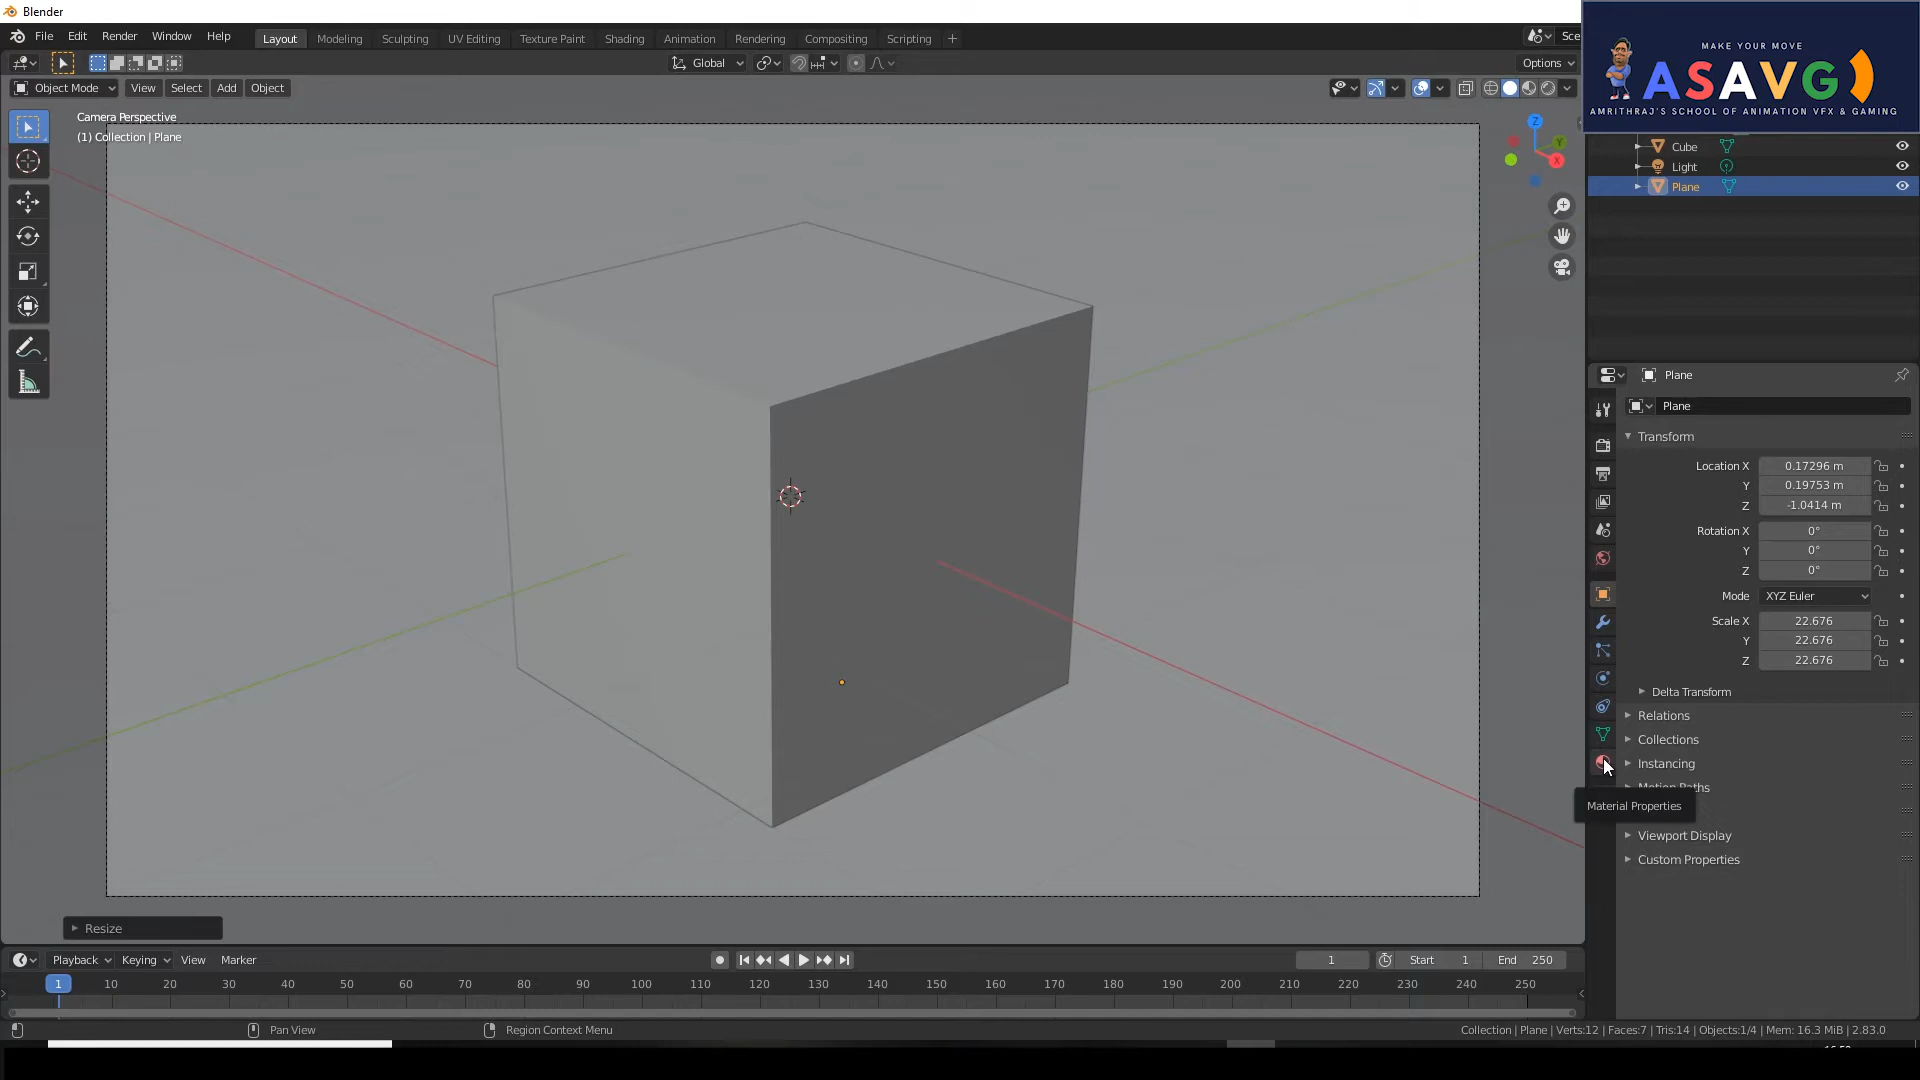 Blender
File Edit Render Window Help Layout Modeling Sculpting UV Editing Texture Paint Shading Animation Rendering Compositing Scripting + Sce
Global Options
Object Mode View Select Add Object
MAKE YOUR MOVE
ASAVG
AMRITHRAJ'S SCHOOL OF ANIMATION VFX & GAMING
Camera Perspective
(1) Collection | Plane
Z
Y
X
Cube
Light
Plane
Plane
Plane
Transform
Location X 0.17296 m
Y 0.19753 m
Z -1.0414 m
Rotation X 0°
Y 0°
Z 0°
Mode XYZ Euler
Scale X 22.676
Y 22.676
Z 22.676
Delta Transform
Relations
Collections
Instancing
Motion Paths
Material Properties
Viewport Display
Custom Properties
Resize
Playback Keying View Marker 1 Start 1 End 250
1 10 20 30 40 50 60 70 80 90 100 110 120 130 140 150 160 170 180 190 200 210 220 230 240 250
Pan View Region Context Menu Collection | Plane | Verts:12 | Faces:7 | Tris:14 | Objects:1/4 | Mem: 16.3 MiB | 2.83.0